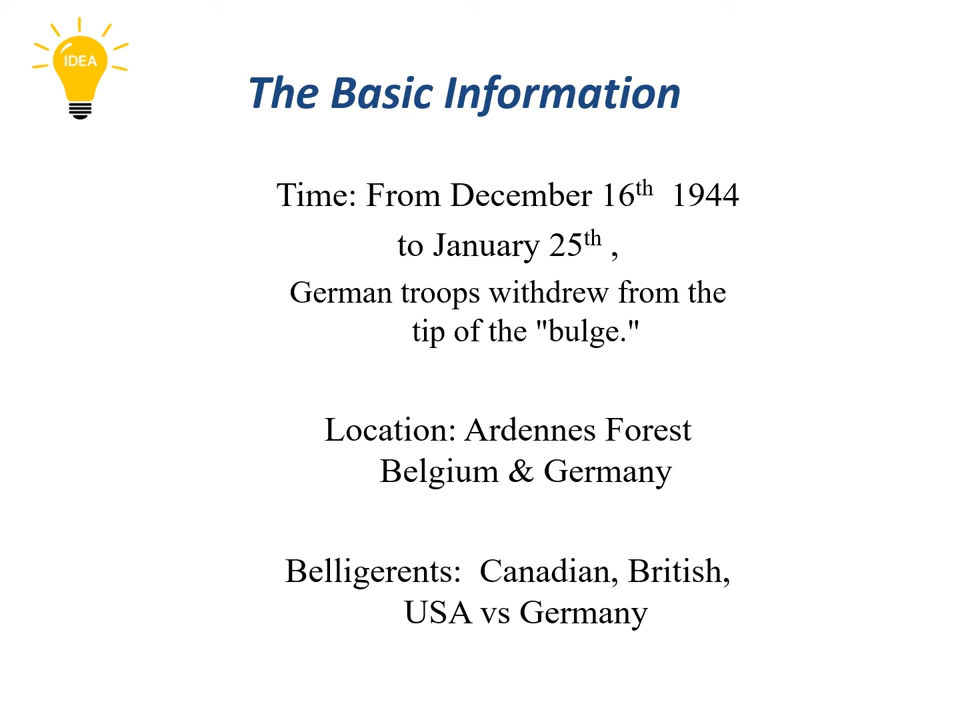 IDEA
The Basic Information
Time: From December 16th 1944
to January 25th ,
German troops withdrew from the
tip of the "bulge."
Location: Ardennes Forest
Belgium & Germany
Belligerents: Canadian, British,
USA vs Germany